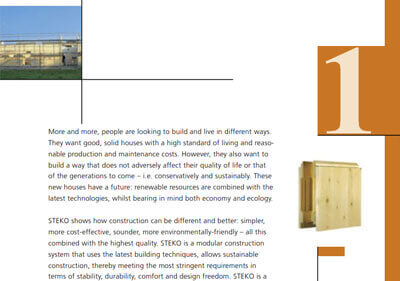 1
More and more, people are looking to build and live in different ways.
They want good, solid houses with a high standard of living and reaso-
nable production and maintenance costs. However, they also want to
build a way that does not adversely affect their quality of life or that
of the generations to come – i.e. conservatively and sustainably. These
new houses have a future: renewable resources are combined with the
latest technologies, whilst bearing in mind both economy and ecology.
STEKO shows how construction can be different and better: simpler,
more cost-effective, sounder, more environmentally-friendly – all this
combined with the highest quality. STEKO is a modular construction
system that uses the latest building techniques, allows sustainable
construction, thereby meeting the most stringent requirements in
terms of stability, durability, comfort and design freedom. STEKO is a